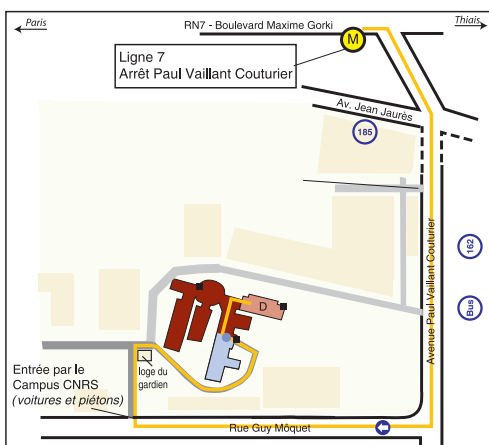 Paris
RN7 - Boulevard Maxime Gorki
Thiais
M
Ligne 7
Arrêt Paul Vaillant Couturier
Av. Jean Jaurès
185
162
Bus
Avenue Paul Vaillant Couturier
D
loge du
gardien
Entrée par le
Campus CNRS
(voitures et piétons)
Rue Guy Môquet